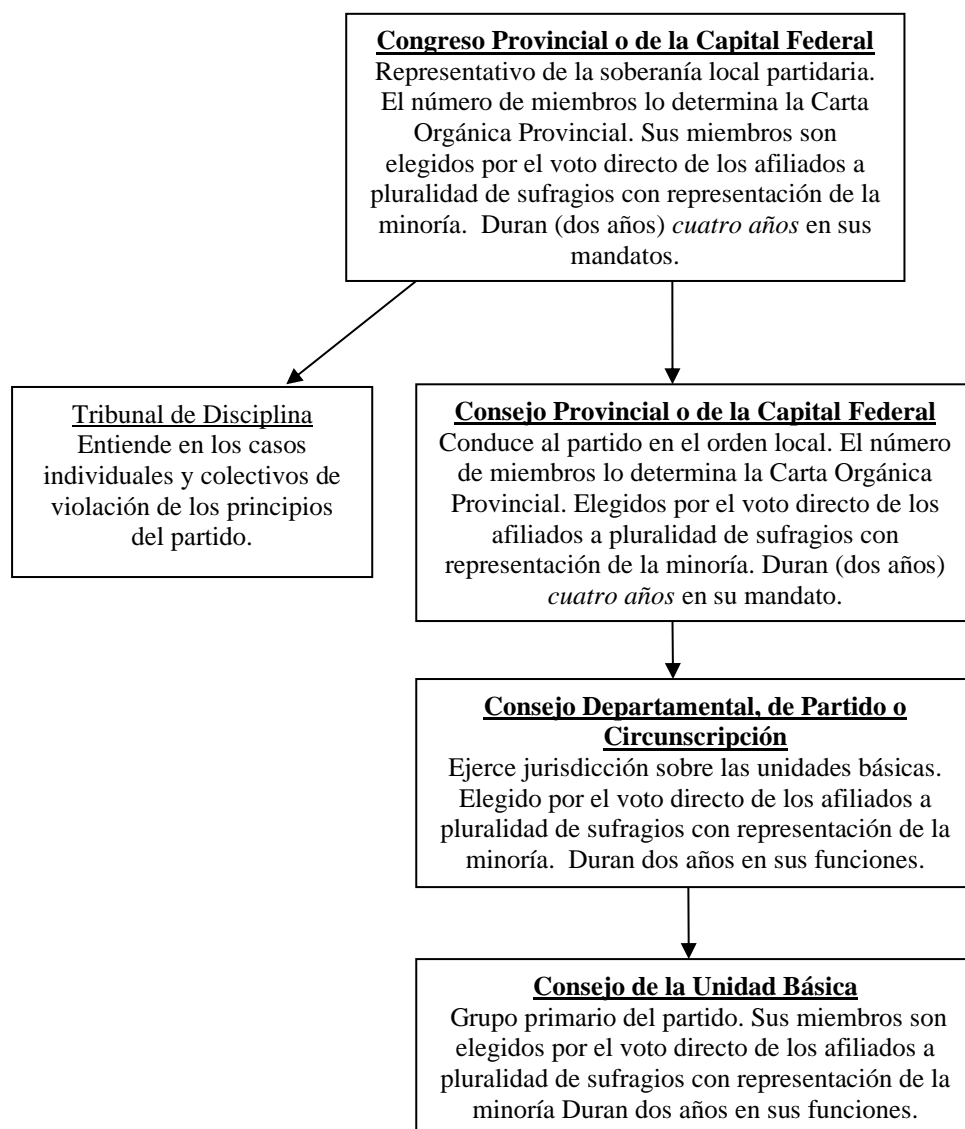 Congreso Provincial o de la Capital Federal
Representativo de la soberanía local partidaria.
El número de miembros lo determina la Carta
Orgánica Provincial. Sus miembros son
elegidos por el voto directo de los afiliados a
pluralidad de sufragios con representación de la
minoría.  Duran (dos años) cuatro años en sus
mandatos.
Tribunal de Disciplina
Entiende en los casos
individuales y colectivos de
violación de los principios
del partido.
Consejo Provincial o de la Capital Federal
Conduce al partido en el orden local. El número
de miembros lo determina la Carta Orgánica
Provincial. Elegidos por el voto directo de los
afiliados a pluralidad de sufragios con
representación de la minoría. Duran (dos años)
cuatro años en su mandato.
Consejo Departamental, de Partido o
Circunscripción
Ejerce jurisdicción sobre las unidades básicas.
Elegido por el voto directo de los afiliados a
pluralidad de sufragios con representación de la
minoría.  Duran dos años en sus funciones.
Consejo de la Unidad Básica
Grupo primario del partido. Sus miembros son
elegidos por el voto directo de los afiliados a
pluralidad de sufragios con representación de la
minoría Duran dos años en sus funciones.